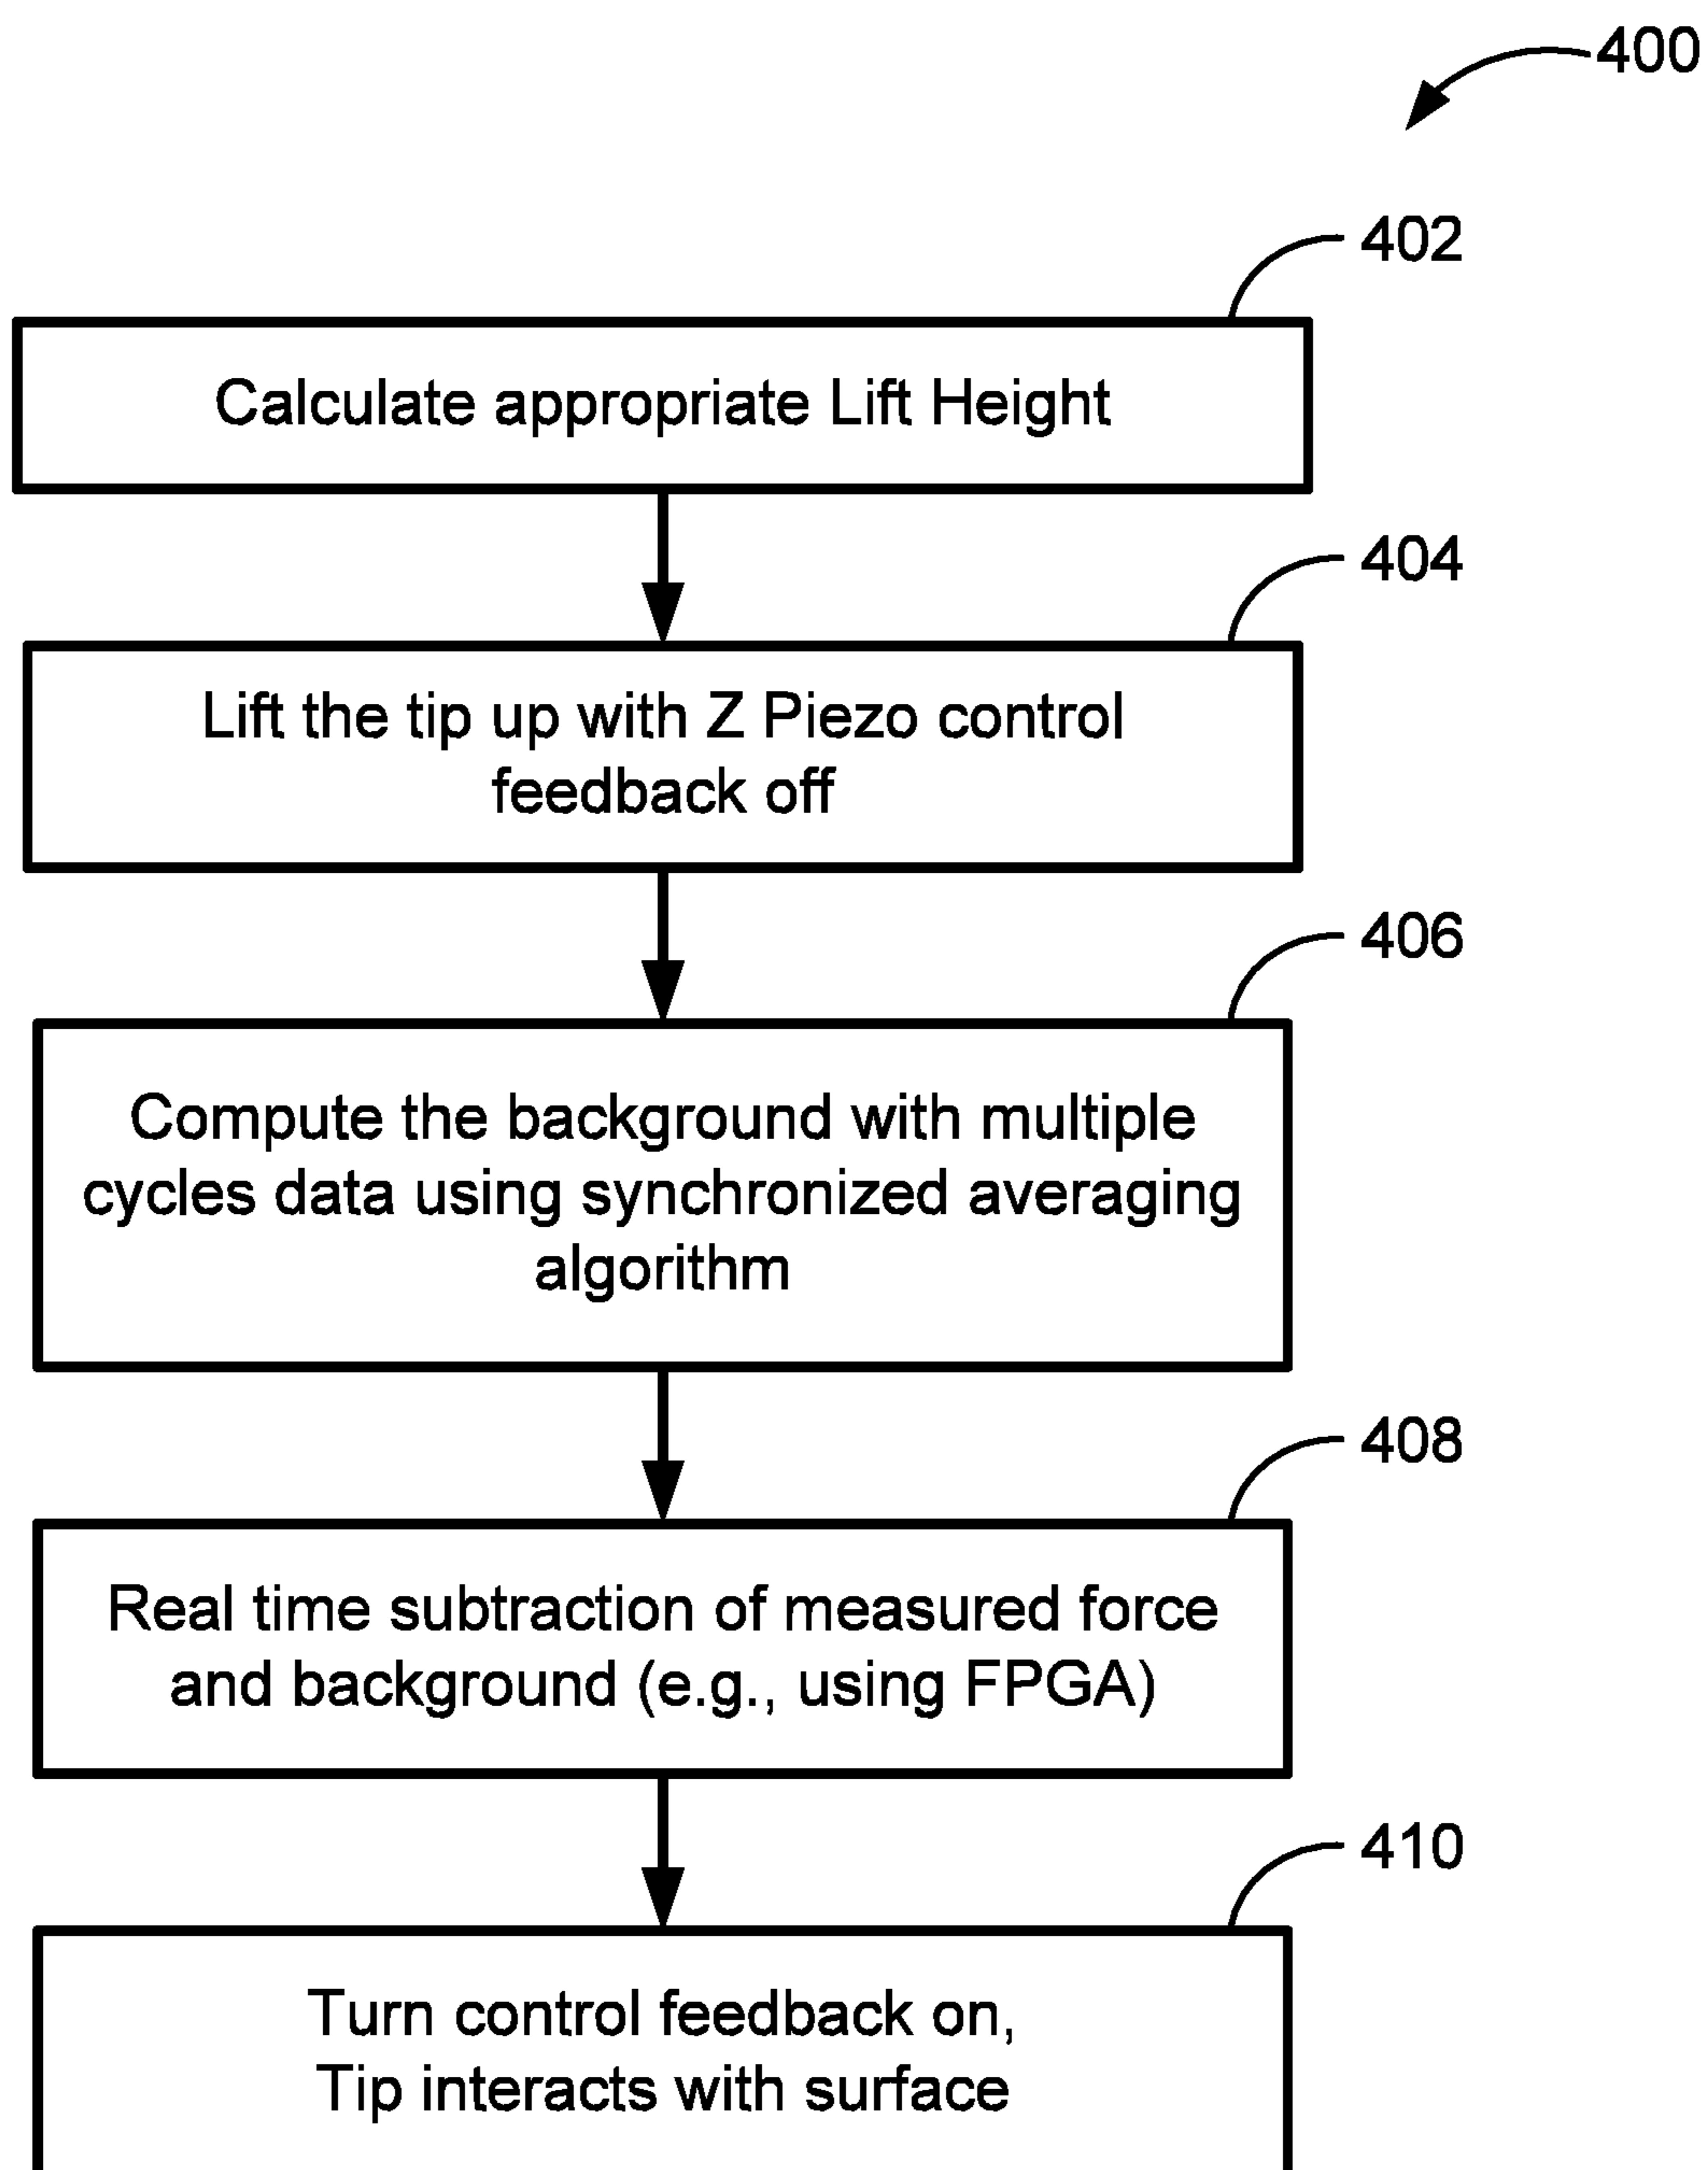 400
402
Calculate appropriate Lift Height
404
Lift the tip up with Z Piezo control
feedback off
406
Compute the background with multiple
cycles data using synchronized averaging
algorithm
408
Real time subtraction of measured force
and background (e.g., using FPGA)
410
Turn control feedback on,
Tip interacts with surface